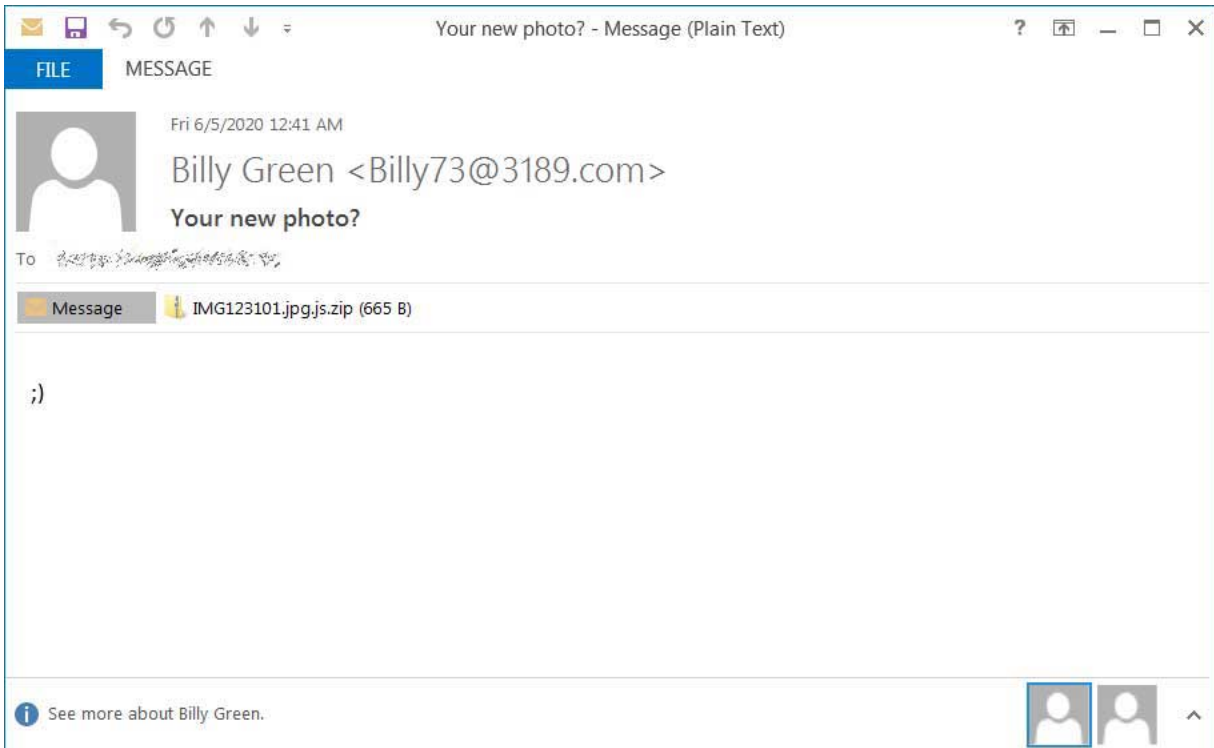 Your new photo? - Message (Plain Text)
?
FILE MESSAGE
Fri 6/5/2020 12:41 AM
Billy Green <Billy73@3189.com>
Your new photo?
To
Message IMG123101.jpg.js.zip (665 B)
;)
See more about Billy Green.